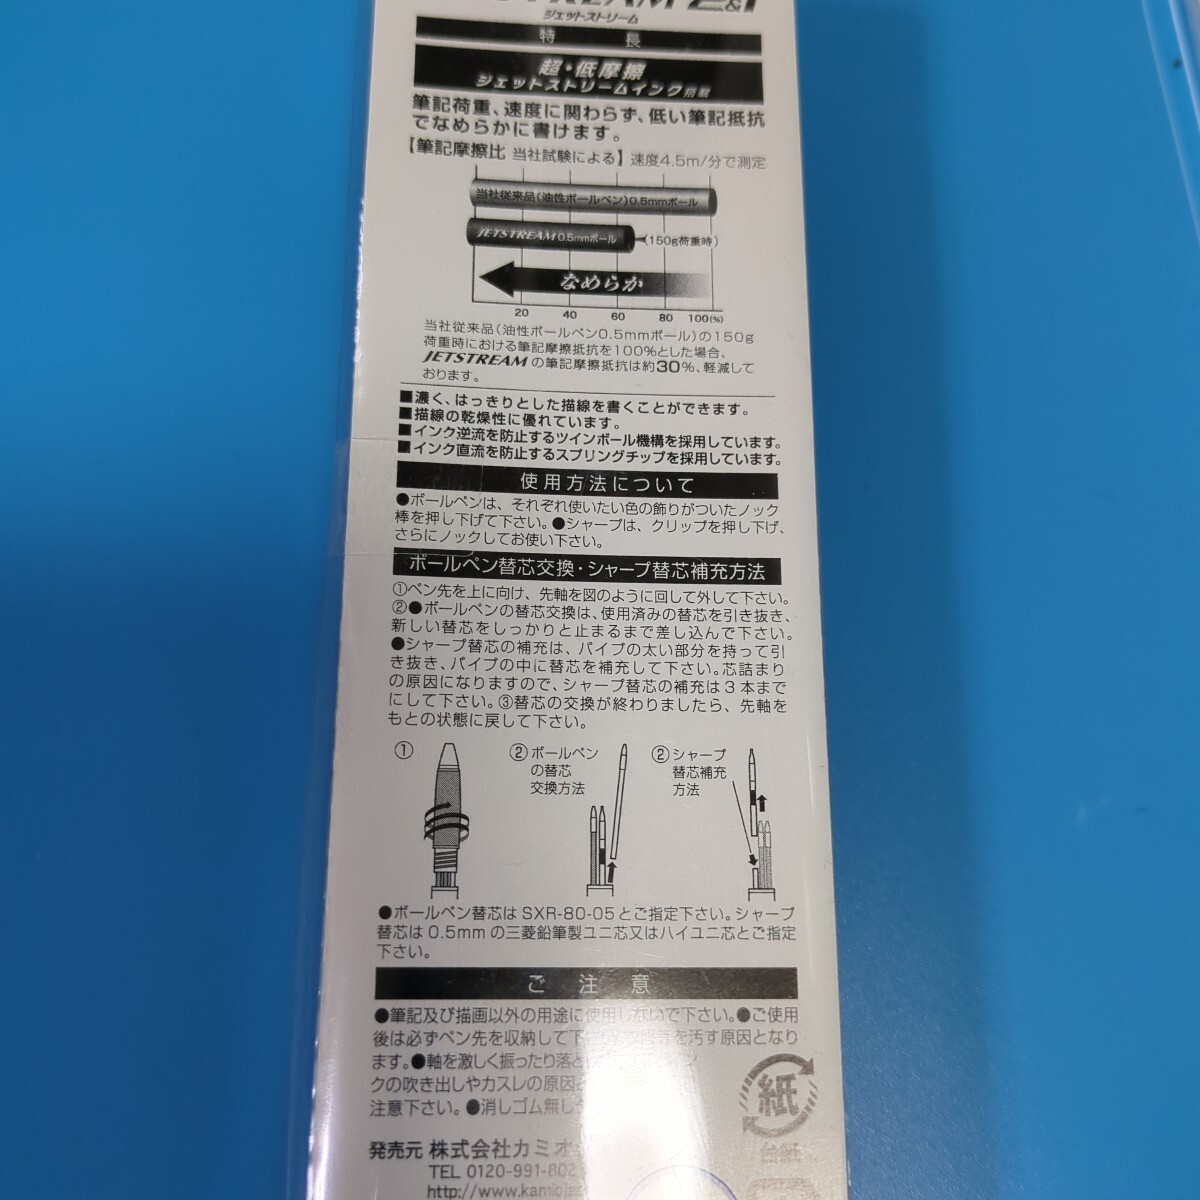 STREAM 2&1
ジェットストリーム
特長
超・低摩擦
ジェットストリームインク搭載
筆記荷重、速度に関わらず、低い筆記抵抗
でなめらかに書けます。
【筆記摩擦比 当社試験による】速度4.5m/分で測定
当社従来品(油性ボールペン)0.5mmボール
JETSTREAM 0.5mmボール (150g荷重時)
なめらか
20 40 60 80 100(%)
当社従来品(油性ボールペン0.5mmボール)の150g
荷重時における筆記摩擦抵抗を100%とした場合、
JETSTREAMの筆記摩擦抵抗は約30%、軽減して
おります。
■濃く、はっきりとした描線を書くことができます。
■描線の乾燥性に優れています。
■インク逆流を防止するツインボール機構を採用しています。
■インク直流を防止するスプリングチップを採用しています。
使用方法について
●ボールペンは、それぞれ使いたい色の飾りがついたノック
棒を押し下げて下さい。●シャープは、クリップを押し下げ、
さらにノックしてお使い下さい。
ボールペン替芯交換・シャープ替芯補充方法
①ペン先を上に向け、先軸を図のように回して外して下さい。
②●ボールペンの替芯交換は、使用済みの替芯を引き抜き、
新しい替芯をしっかりと止まるまで差し込んで下さい。
●シャープ替芯の補充は、パイプの太い部分を持って引
き抜き、パイプの中に替芯を補充して下さい。芯詰まり
の原因になりますので、シャープ替芯の補充は3本まで
にして下さい。③替芯の交換が終わりましたら、先軸を
もとの状態に戻して下さい。
①
②ボールペン
の替芯
交換方法
②シャープ
替芯補充
方法
●ボールペン替芯は SXR-80-05 とご指定下さい。シャープ
替芯は 0.5mm の三菱鉛筆製ユニ芯又はハイユニ芯とご指定
下さい。
ご注意
●筆記及び描画以外の用途に使用しないで下さい。●ご使用
後は必ずペン先を収納して下 を汚す原因となり
ます。●軸を激しく振ったり落と
クの吹き出しやカスレの原因
注意下さい。●消しゴム無し
紙
台紙
発売元 株式会社カミオ
TEL 0120-991-802
http://www.kamioja